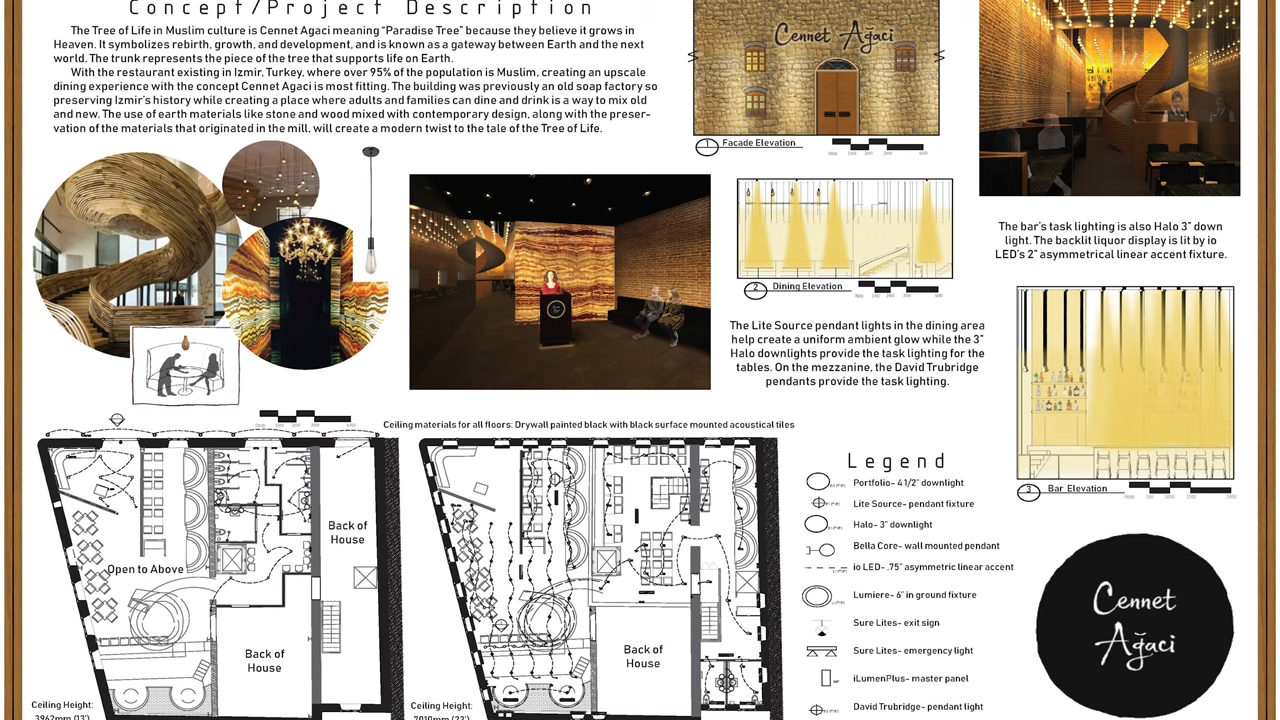 Concept/Project Description
The Tree of Life in Muslim culture is Cennet Agaci meaning “Paradise Tree” because they believe it grows in
Heaven. It symbolizes rebirth, growth, and development, and is known as a gateway between Earth and the next
world. The trunk represents the piece of the tree that supports life on Earth.
With the restaurant existing in Izmir, Turkey, where over 95% of the population is Muslim, creating an upscale
dining experience with the concept Cennet Agaci is most fitting. The building was previously an old soap factory so
preserving Izmir's history while creating a place where adults and families can dine and drink is a way to mix old
and new. The use of earth materials like stone and wood mixed with contemporary design, along with the preser-
vation of the materials that originated in the mill, will create a modern twist to the tale of the Tree of Life.
Cennet Ağaci
1 Facade Elevation
2 Dining Elevation
The Lite Source pendant lights in the dining area
help create a uniform ambient glow while the 3"
Halo downlights provide the task lighting for the
tables. On the mezzanine, the David Trubridge
pendants provide the task lighting.
The bar's task lighting is also Halo 3" down
light. The backlit liquor display is lit by io
LED's 2" asymmetrical linear accent fixture.
3 Bar Elevation
Ceiling materials for all floors: Drywall painted black with black surface mounted acoustical tiles
Open to Above
Back of
House
Back of
House
Ceiling Height:
3962mm (13')
Back of
House
Ceiling Height:
7010mm (23')
Legend
Portfolio- 4 1/2" downlight
Lite Source- pendant fixture
Halo- 3" downlight
Bella Core- wall mounted pendant
io LED- .75" asymmetric linear accent
Lumiere- 6" in ground fixture
Sure Lites- exit sign
Sure Lites- emergency light
iLumenPlus- master panel
David Trubridge- pendant light
Cennet
Ağaci